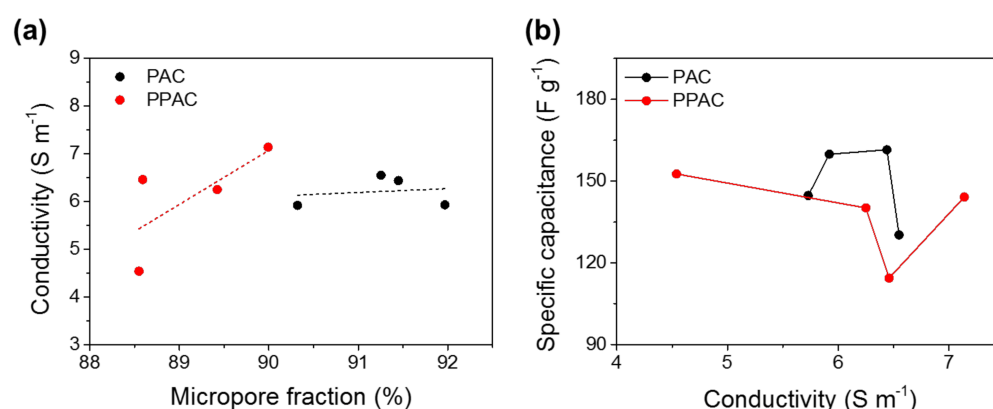 (a)
Conductivity (S m⁻¹)
9
8
7
6
5
4
3
PAC
PPAC
88
89
90
91
92
Micropore fraction (%)
(b)
Specific capacitance (F g⁻¹)
180
150
120
90
PAC
PPAC
4
5
6
7
Conductivity (S m⁻¹)